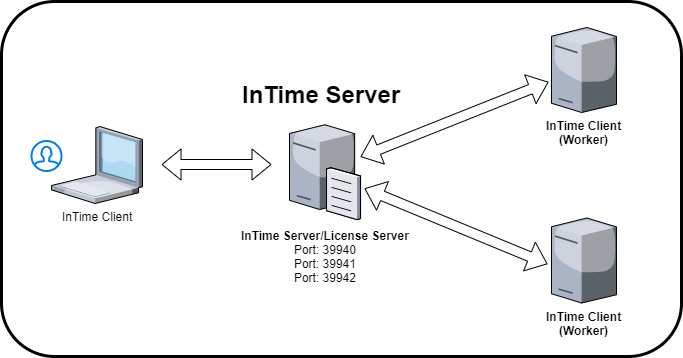 InTime Server
InTime Client
(Worker)
InTime Client
InTime Server/License Server
Port: 39940
Port: 39941
Port: 39942
InTime Client
(Worker)